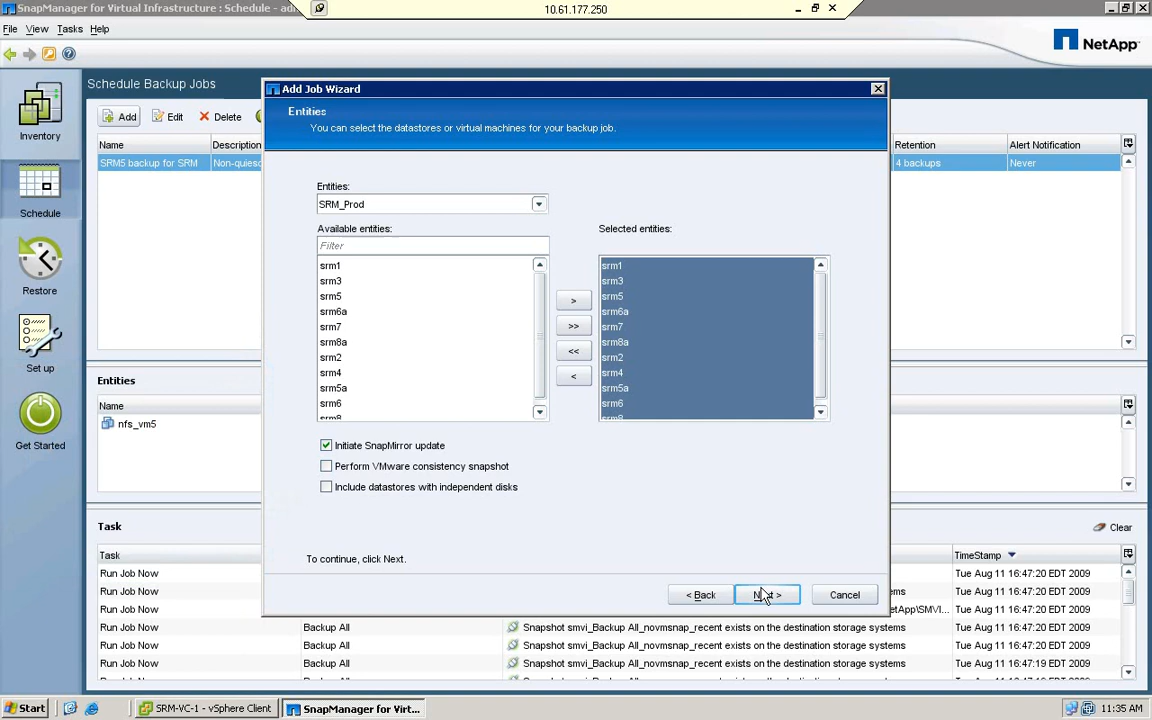 SnapManager for Virtual Infrastructure : Schedule - ad
10.61.177.250
File View Tasks Help
NetApp
Schedule Backup Jobs
Add Edit Delete
Name Description Retention Alert Notification
SRM5 backup for SRM Non-quiesc 4 backups Never
Inventory
Schedule
Restore
Set up
Get Started
Add Job Wizard
Entities
You can select the datastores or virtual machines for your backup job.
Entities:
SRM_Prod
Available entities:
Filter
srm1
srm3
srm5
srm6a
srm7
srm8a
srm2
srm4
srm5a
srm6
srm8
>
>>
<<
<
Selected entities:
srm1
srm3
srm5
srm6a
srm7
srm8a
srm2
srm4
srm5a
srm6
srm8
Initiate SnapMirror update
Perform VMware consistency snapshot
Include datastores with independent disks
To continue, click Next.
< Back Next > Cancel
Entities
Name
nfs_vm5
Task
Clear
Task TimeStamp
Run Job Now Tue Aug 11 16:47:20 EDT 2009
Run Job Now ems Tue Aug 11 16:47:20 EDT 2009
Run Job Now etApp\SMVI... Tue Aug 11 16:47:20 EDT 2009
Run Job Now Backup All Snapshot smvi_Backup All_novmsnap_recent exists on the destination storage systems Tue Aug 11 16:47:20 EDT 2009
Run Job Now Backup All Snapshot smvi_Backup All_novmsnap_recent exists on the destination storage systems Tue Aug 11 16:47:20 EDT 2009
Run Job Now Backup All Snapshot smvi_Backup All_novmsnap_recent exists on the destination storage systems Tue Aug 11 16:47:19 EDT 2009
Start SRM-VC-1 - vSphere Client SnapManager for Virt... 11:35 AM